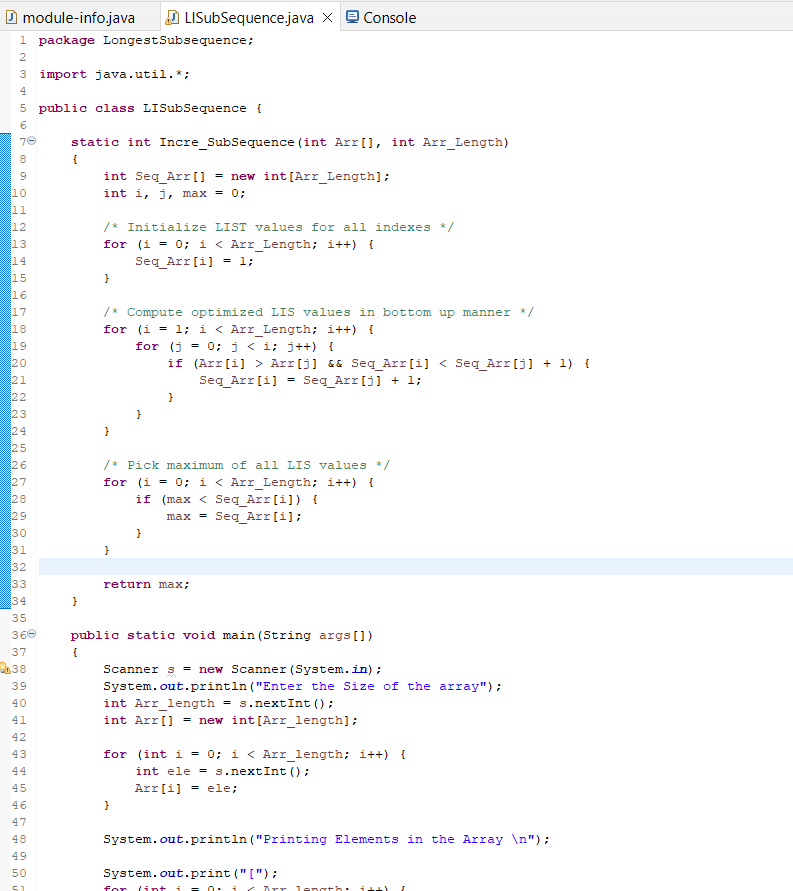 module-info.java LISubSequence.java Console
1 package LongestSubsequence;
2
3 import java.util.*;
4
5 public class LISubSequence {
6
7 static int Incre_SubSequence(int Arr[], int Arr_Length)
8 {
9 int Seq_Arr[] = new int[Arr_Length];
10 int i, j, max = 0;
11
12 /* Initialize LIST values for all indexes */
13 for (i = 0; i < Arr_Length; i++) {
14 Seq_Arr[i] = 1;
15 }
16
17 /* Compute optimized LIS values in bottom up manner */
18 for (i = 1; i < Arr_Length; i++) {
19 for (j = 0; j < i; j++) {
20 if (Arr[i] > Arr[j] && Seq_Arr[i] < Seq_Arr[j] + 1) {
21 Seq_Arr[i] = Seq_Arr[j] + 1;
22 }
23 }
24 }
25
26 /* Pick maximum of all LIS values */
27 for (i = 0; i < Arr_Length; i++) {
28 if (max < Seq_Arr[i]) {
29 max = Seq_Arr[i];
30 }
31 }
32
33 return max;
34 }
35
36 public static void main(String args[])
37 {
38 Scanner s = new Scanner(System.in);
39 System.out.println("Enter the Size of the array");
40 int Arr_length = s.nextInt();
41 int Arr[] = new int[Arr_length];
42
43 for (int i = 0; i < Arr_length; i++) {
44 int ele = s.nextInt();
45 Arr[i] = ele;
46 }
47
48 System.out.println("Printing Elements in the Array \n");
49
50 System.out.print("[");
51 for (int i = 0; i < Arr_length; i++) {